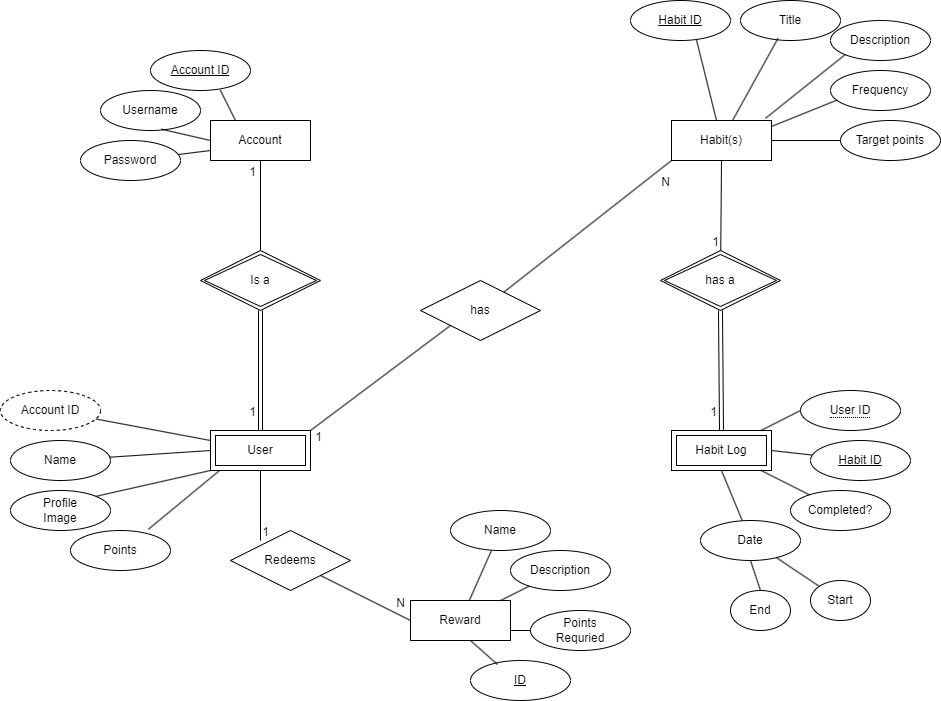 Habit ID
Title
Description
Account ID
Frequency
Username
Account
Habit(s)
Target points
Password
1
N
1
Is a
has a
has
Account ID
1
1
User ID
1
User
Habit Log
Name
Habit ID
Profile
Image
Completed?
Points
1
Redeems
Name
Date
Description
N
Reward
End
Start
Points
Requried
ID